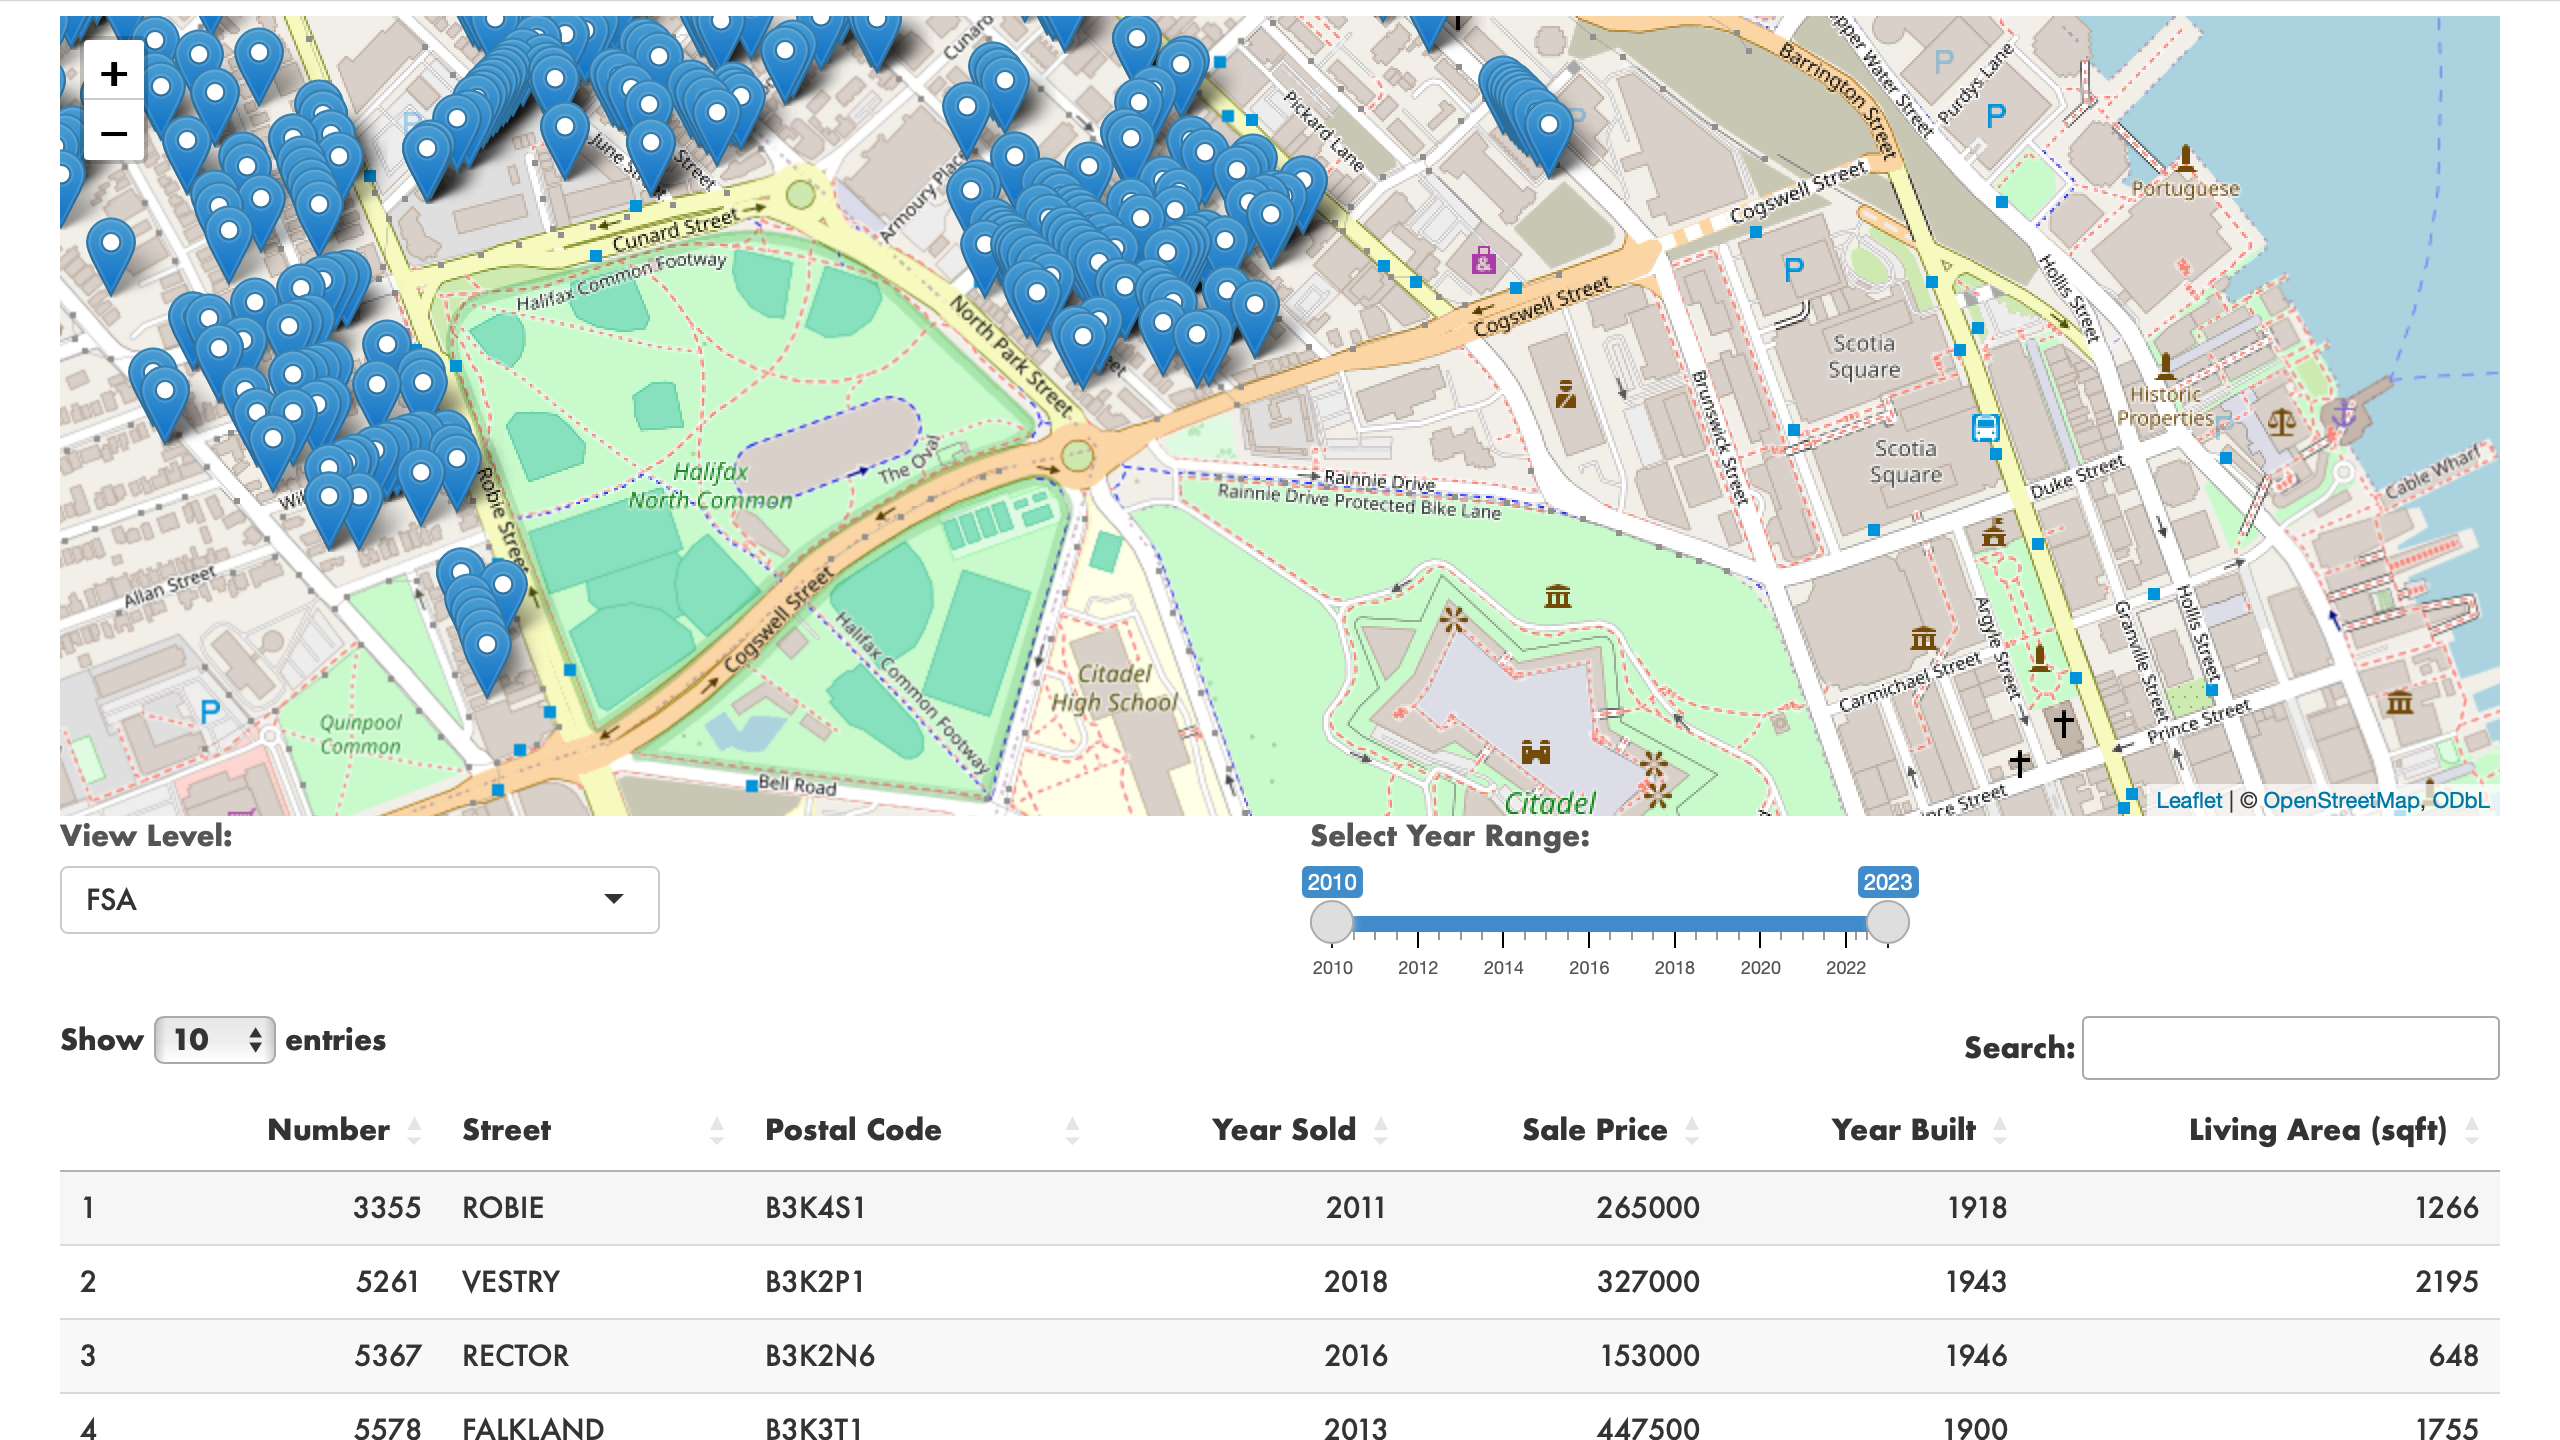 +
−
Cunard
Barrington Street
Upper Water Street
Purdys Lane
P
P
P
Pickard Lane
June Street
Street
Armoury Place
Cogswell Street
Portuguese
Cunard Street
Halifax Common Footway
P
Hollis Street
North Park Street
Cogswell Street
Scotia
Square
Brunswick Street
Historic
Properties
P
Robie Street
Halifax
North Common
The Oval
Rainnie Drive
Rainnie Drive Protected Bike Lane
Scotia
Square
Duke Street
Cable Wharf
Allan Street
Cogswell Street
Halifax Common Footway
Citadel
High School
Argyle Street
Granville Street
Hollis Street
Carmichael Street
Prince Street
P
Quinpool
Common
Bell Road
Citadel
Leaflet | © OpenStreetMap, ODbL
View Level:
Select Year Range:
FSA
2010 2023
2010 2012 2014 2016 2018 2020 2022
Show 10 entries
Search:
Number Street Postal Code Year Sold Sale Price Year Built Living Area (sqft)
1 3355 ROBIE B3K4S1 2011 265000 1918 1266
2 5261 VESTRY B3K2P1 2018 327000 1943 2195
3 5367 RECTOR B3K2N6 2016 153000 1946 648
4 5578 FALKLAND B3K3T1 2013 447500 1900 1755